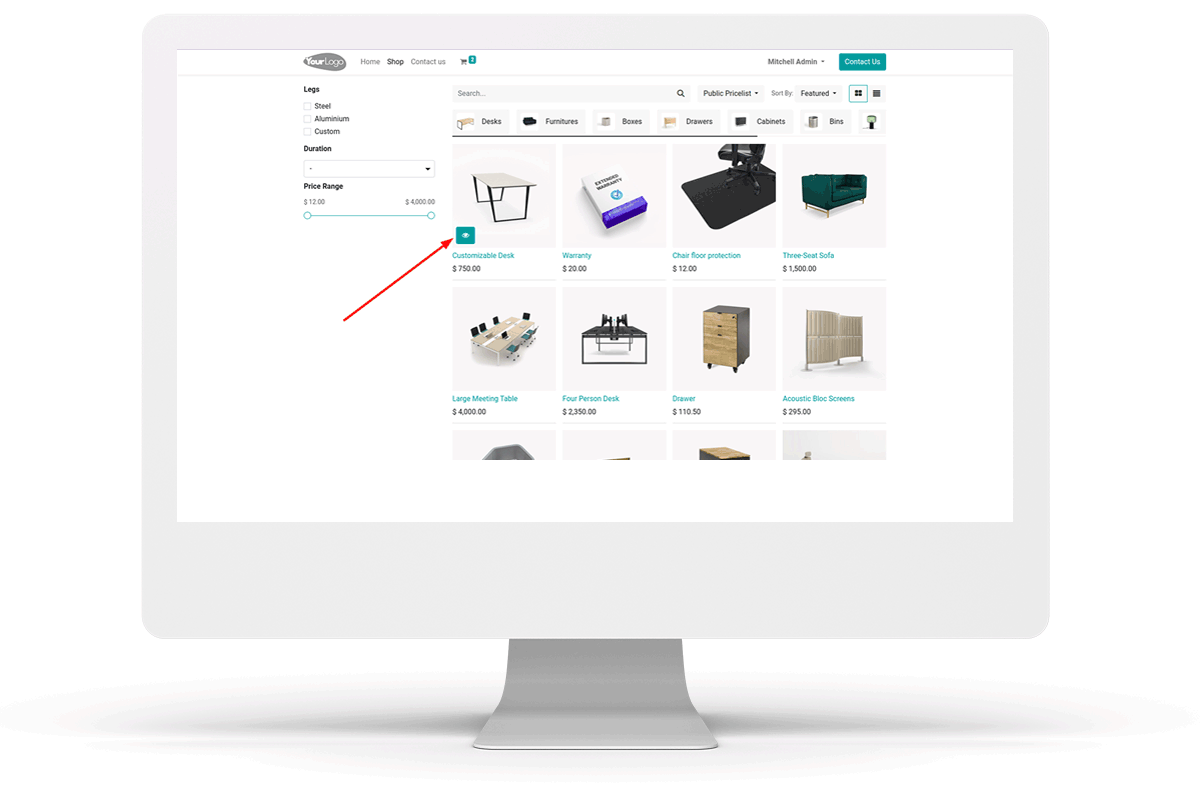 YourLogo Home Shop Contact us 2 Mitchell Admin Contact Us
Legs
Steel
Aluminium
Custom
Duration
-
Price Range
$ 12.00 $ 4,000.00
Search... Public Pricelist Sort By: Featured
Desks Furnitures Boxes Drawers Cabinets Bins
EXTENDED
WARRANTY
Customizable Desk Warranty Chair floor protection Three-Seat Sofa
$ 750.00 $ 20.00 $ 12.00 $ 1,500.00
Large Meeting Table Four Person Desk Drawer Acoustic Bloc Screens
$ 4,000.00 $ 2,350.00 $ 110.50 $ 295.00